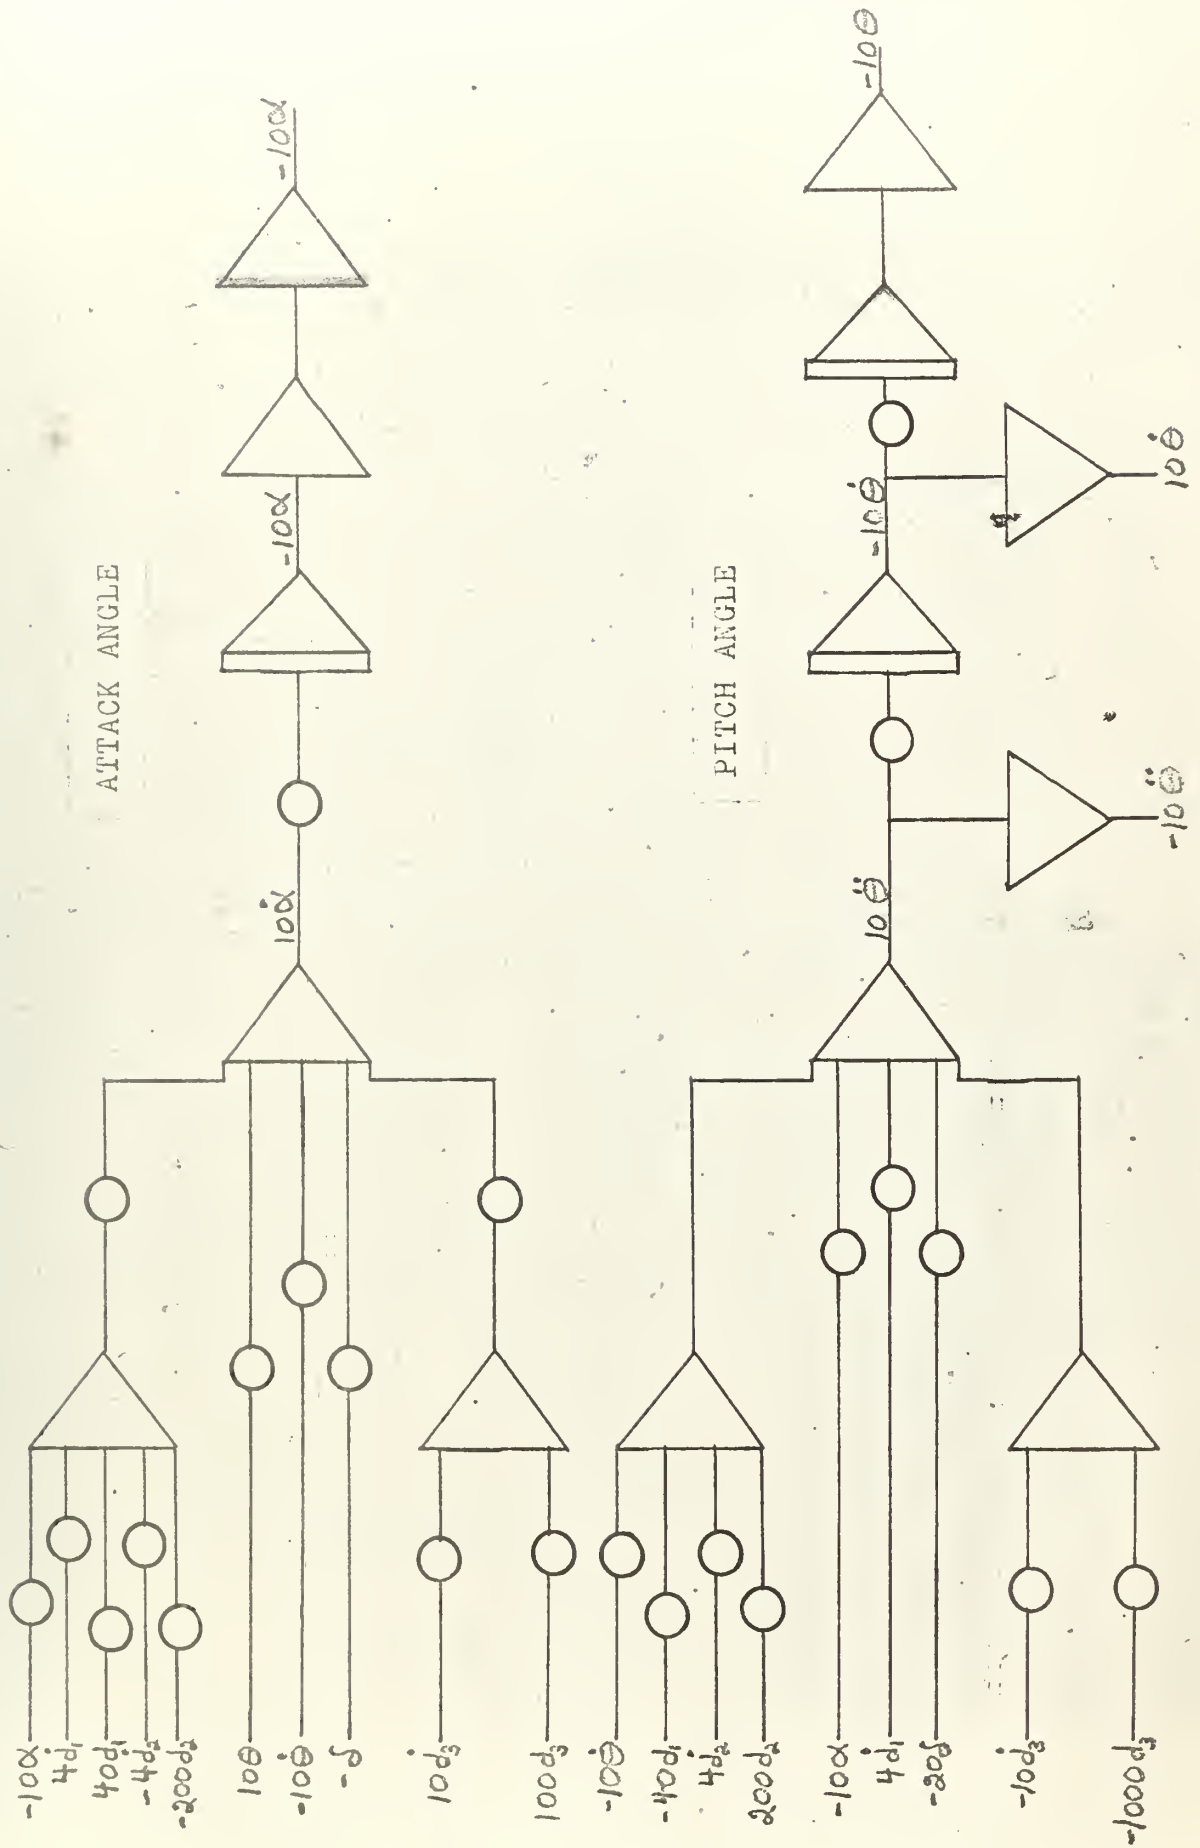 ATTACK ANGLE
-10α
4ḋ₁
40d₁
-4ḋ₂
-200d₂
10θ
-10θ̇
-δ
10ḋ₃
100d₃
10α̇
-10α
-10α
PITCH ANGLE
-10θ̇
-40d₁
4ḋ₂
200d₂
-10α
4ḋ₁
-20δ
-10ḋ₃
-1000d₃
10θ̈
-10θ̈
-10θ̇
10θ̇
-10θ